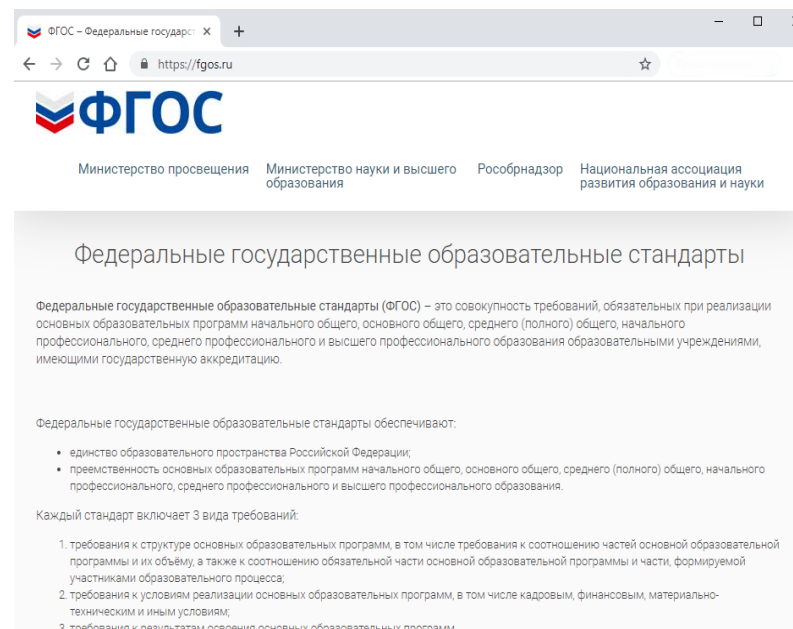 ФГОС – Федеральные государст
https://fgos.ru
ФГОС
Министерство просвещения
Министерство науки и высшего
образования
Рособрнадзор
Национальная ассоциация
развития образования и науки
Федеральные государственные образовательные стандарты
Федеральные государственные образовательные стандарты (ФГОС) – это совокупность требований, обязательных при реализации
основных образовательных программ начального общего, основного общего, среднего (полного) общего, начального
профессионального, среднего профессионального и высшего профессионального образования образовательными учреждениями,
имеющими государственную аккредитацию.
Федеральные государственные образовательные стандарты обеспечивают:
• единство образовательного пространства Российской Федерации;
• преемственность основных образовательных программ начального общего, основного общего, среднего (полного) общего, начального
профессионального, среднего профессионального и высшего профессионального образования.
Каждый стандарт включает 3 вида требований:
1. требования к структуре основных образовательных программ, в том числе требования к соотношению частей основной образовательной
программы и их объёму, а также к соотношению обязательной части основной образовательной программы и части, формируемой
участниками образовательного процесса;
2. требования к условиям реализации основных образовательных программ, в том числе кадровым, финансовым, материально-
техническим и иным условиям;
3. требования к результатам освоения основных образовательных программ